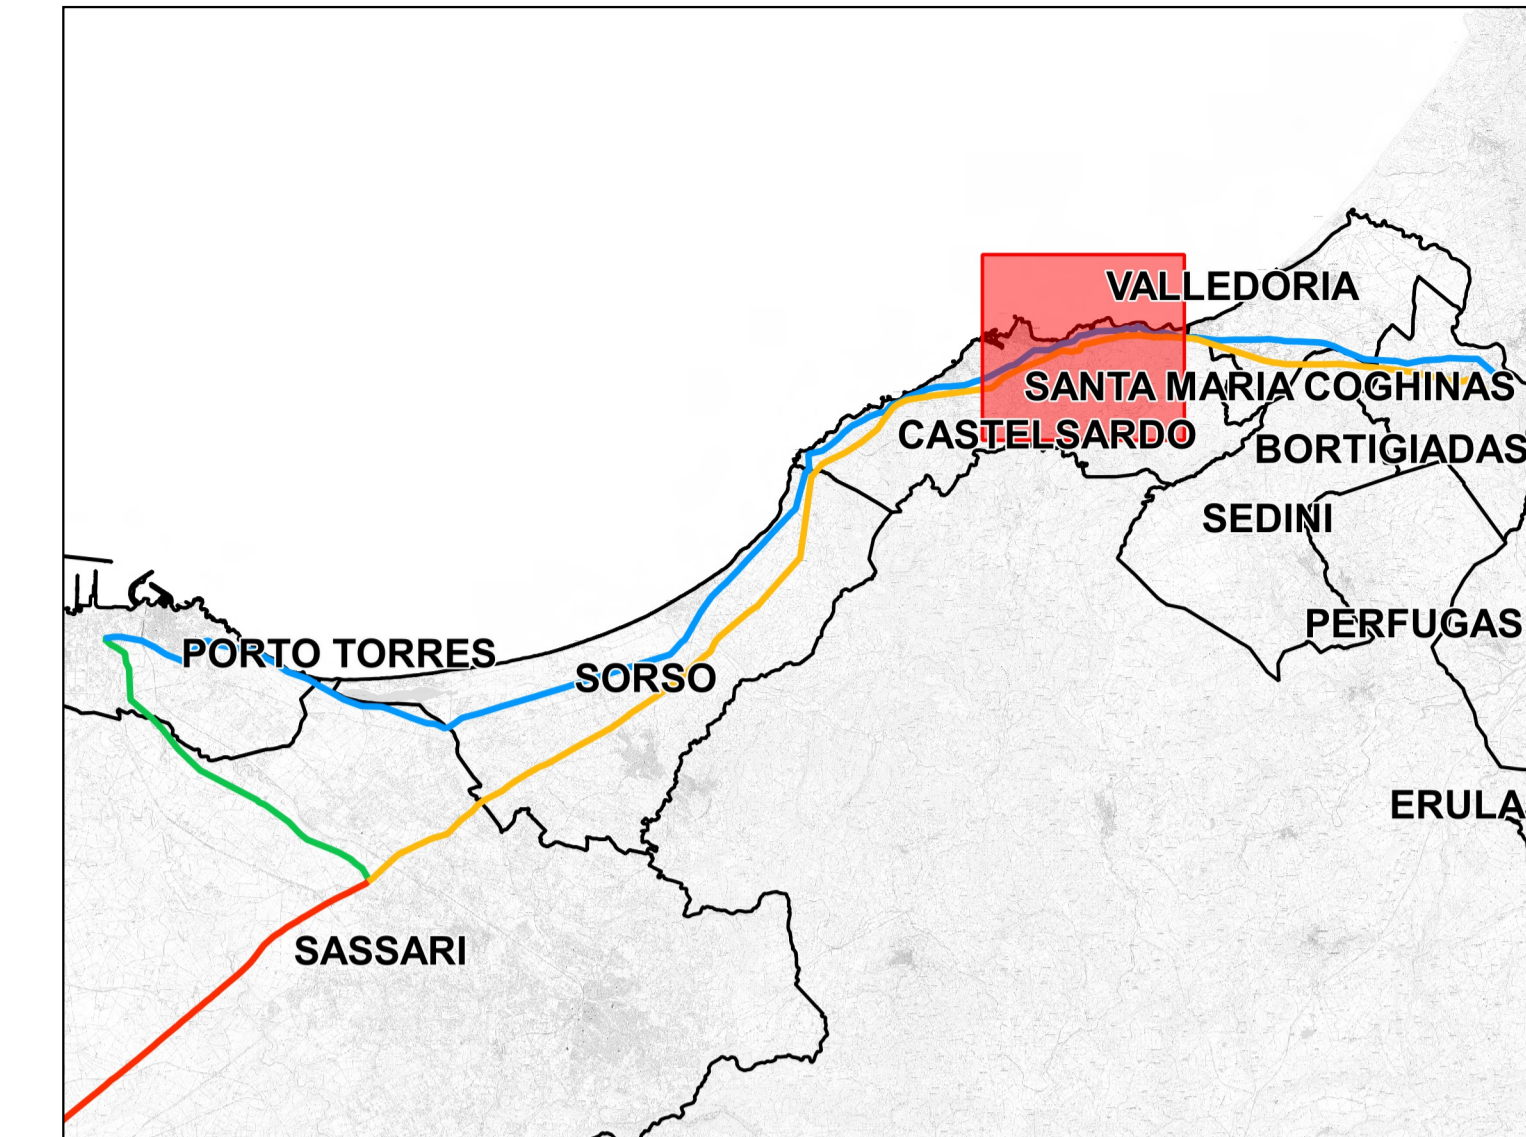 VALLEDORIA
SANTA MARIA COGHINAS
CASTELSARDO
BORTIGIADAS
SEDINI
PERFUGAS
PORTO TORRES
SORSO
ERULA
SASSARI